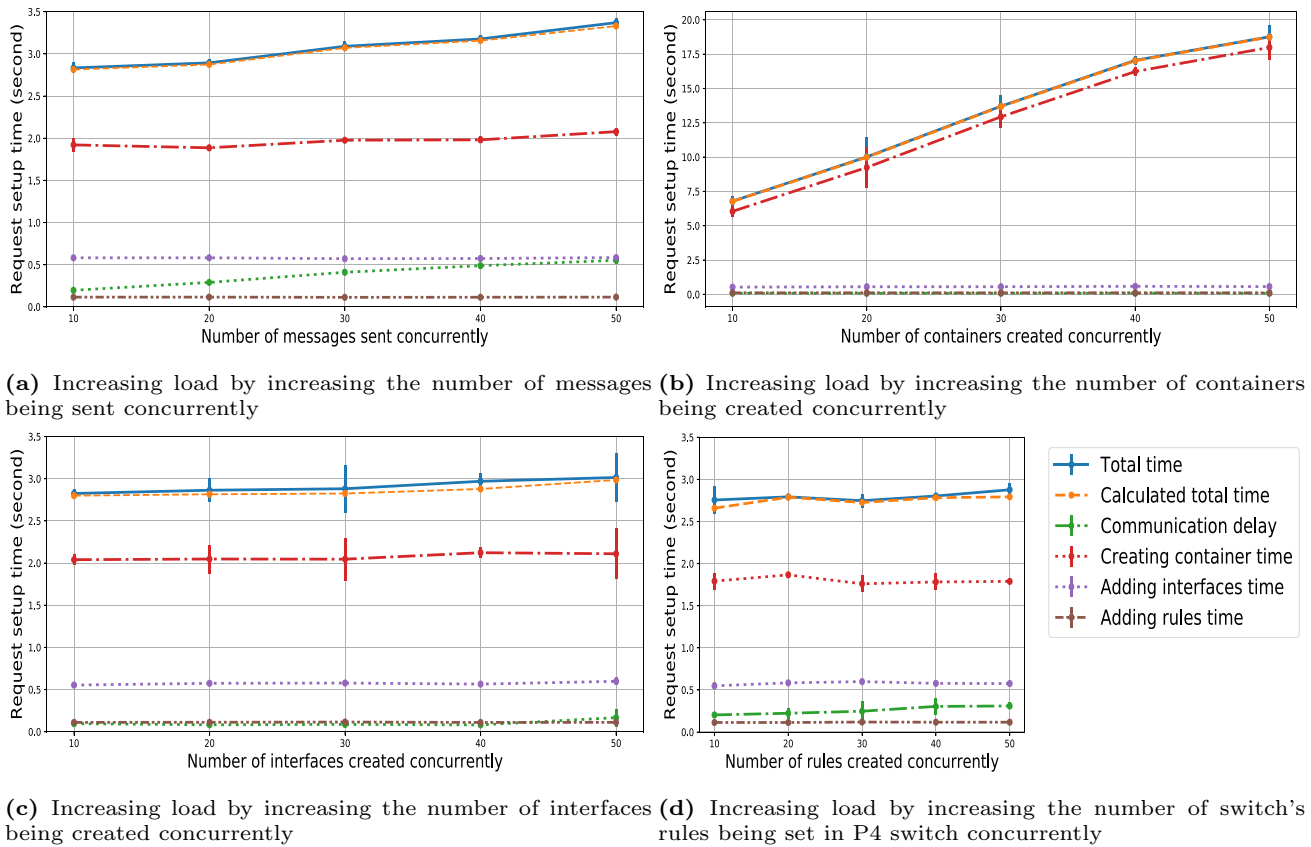 3.5
3.0
2.5
2.0
1.5
1.0
0.5
0.0
Request setup time (second)
10 20 30 40 50
Number of messages sent concurrently
20.0
17.5
15.0
12.5
10.0
7.5
5.0
2.5
0.0
Request setup time (second)
10 20 30 40 50
Number of containers created concurrently
(a) Increasing load by increasing the number of messages
being sent concurrently
(b) Increasing load by increasing the number of containers
being created concurrently
3.5
3.0
2.5
2.0
1.5
1.0
0.5
0.0
Request setup time (second)
10 20 30 40 50
Number of interfaces created concurrently
3.5
3.0
2.5
2.0
1.5
1.0
0.5
0.0
Request setup time (second)
10 20 30 40 50
Number of rules created concurrently
Total time
Calculated total time
Communication delay
Creating container time
Adding interfaces time
Adding rules time
(c) Increasing load by increasing the number of interfaces
being created concurrently
(d) Increasing load by increasing the number of switch's
rules being set in P4 switch concurrently